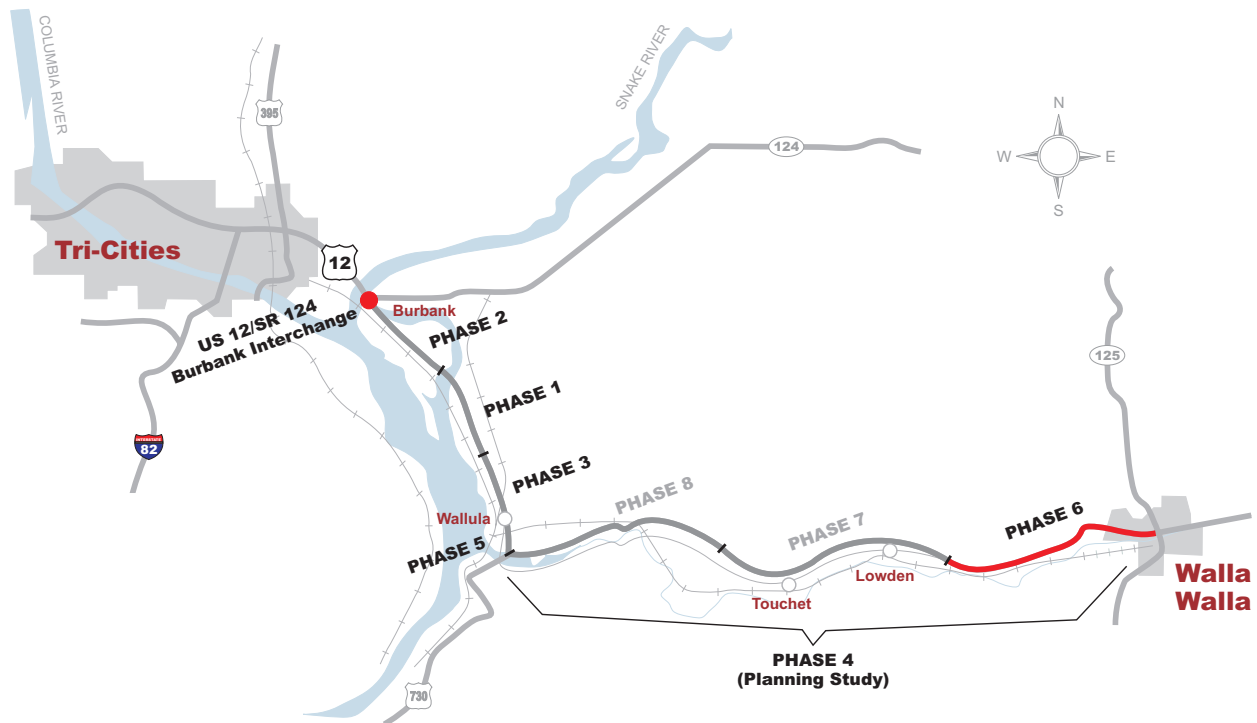 COLUMBIA RIVER
SNAKE RIVER
395
124
N
W
E
S
Tri-Cities
12
US 12/SR 124
Burbank Interchange
Burbank
PHASE 2
125
PHASE 1
INTERSTATE
82
PHASE 3
PHASE 8
Wallula
PHASE 7
PHASE 6
PHASE 5
Lowden
Touchet
Walla
Walla
PHASE 4
(Planning Study)
730